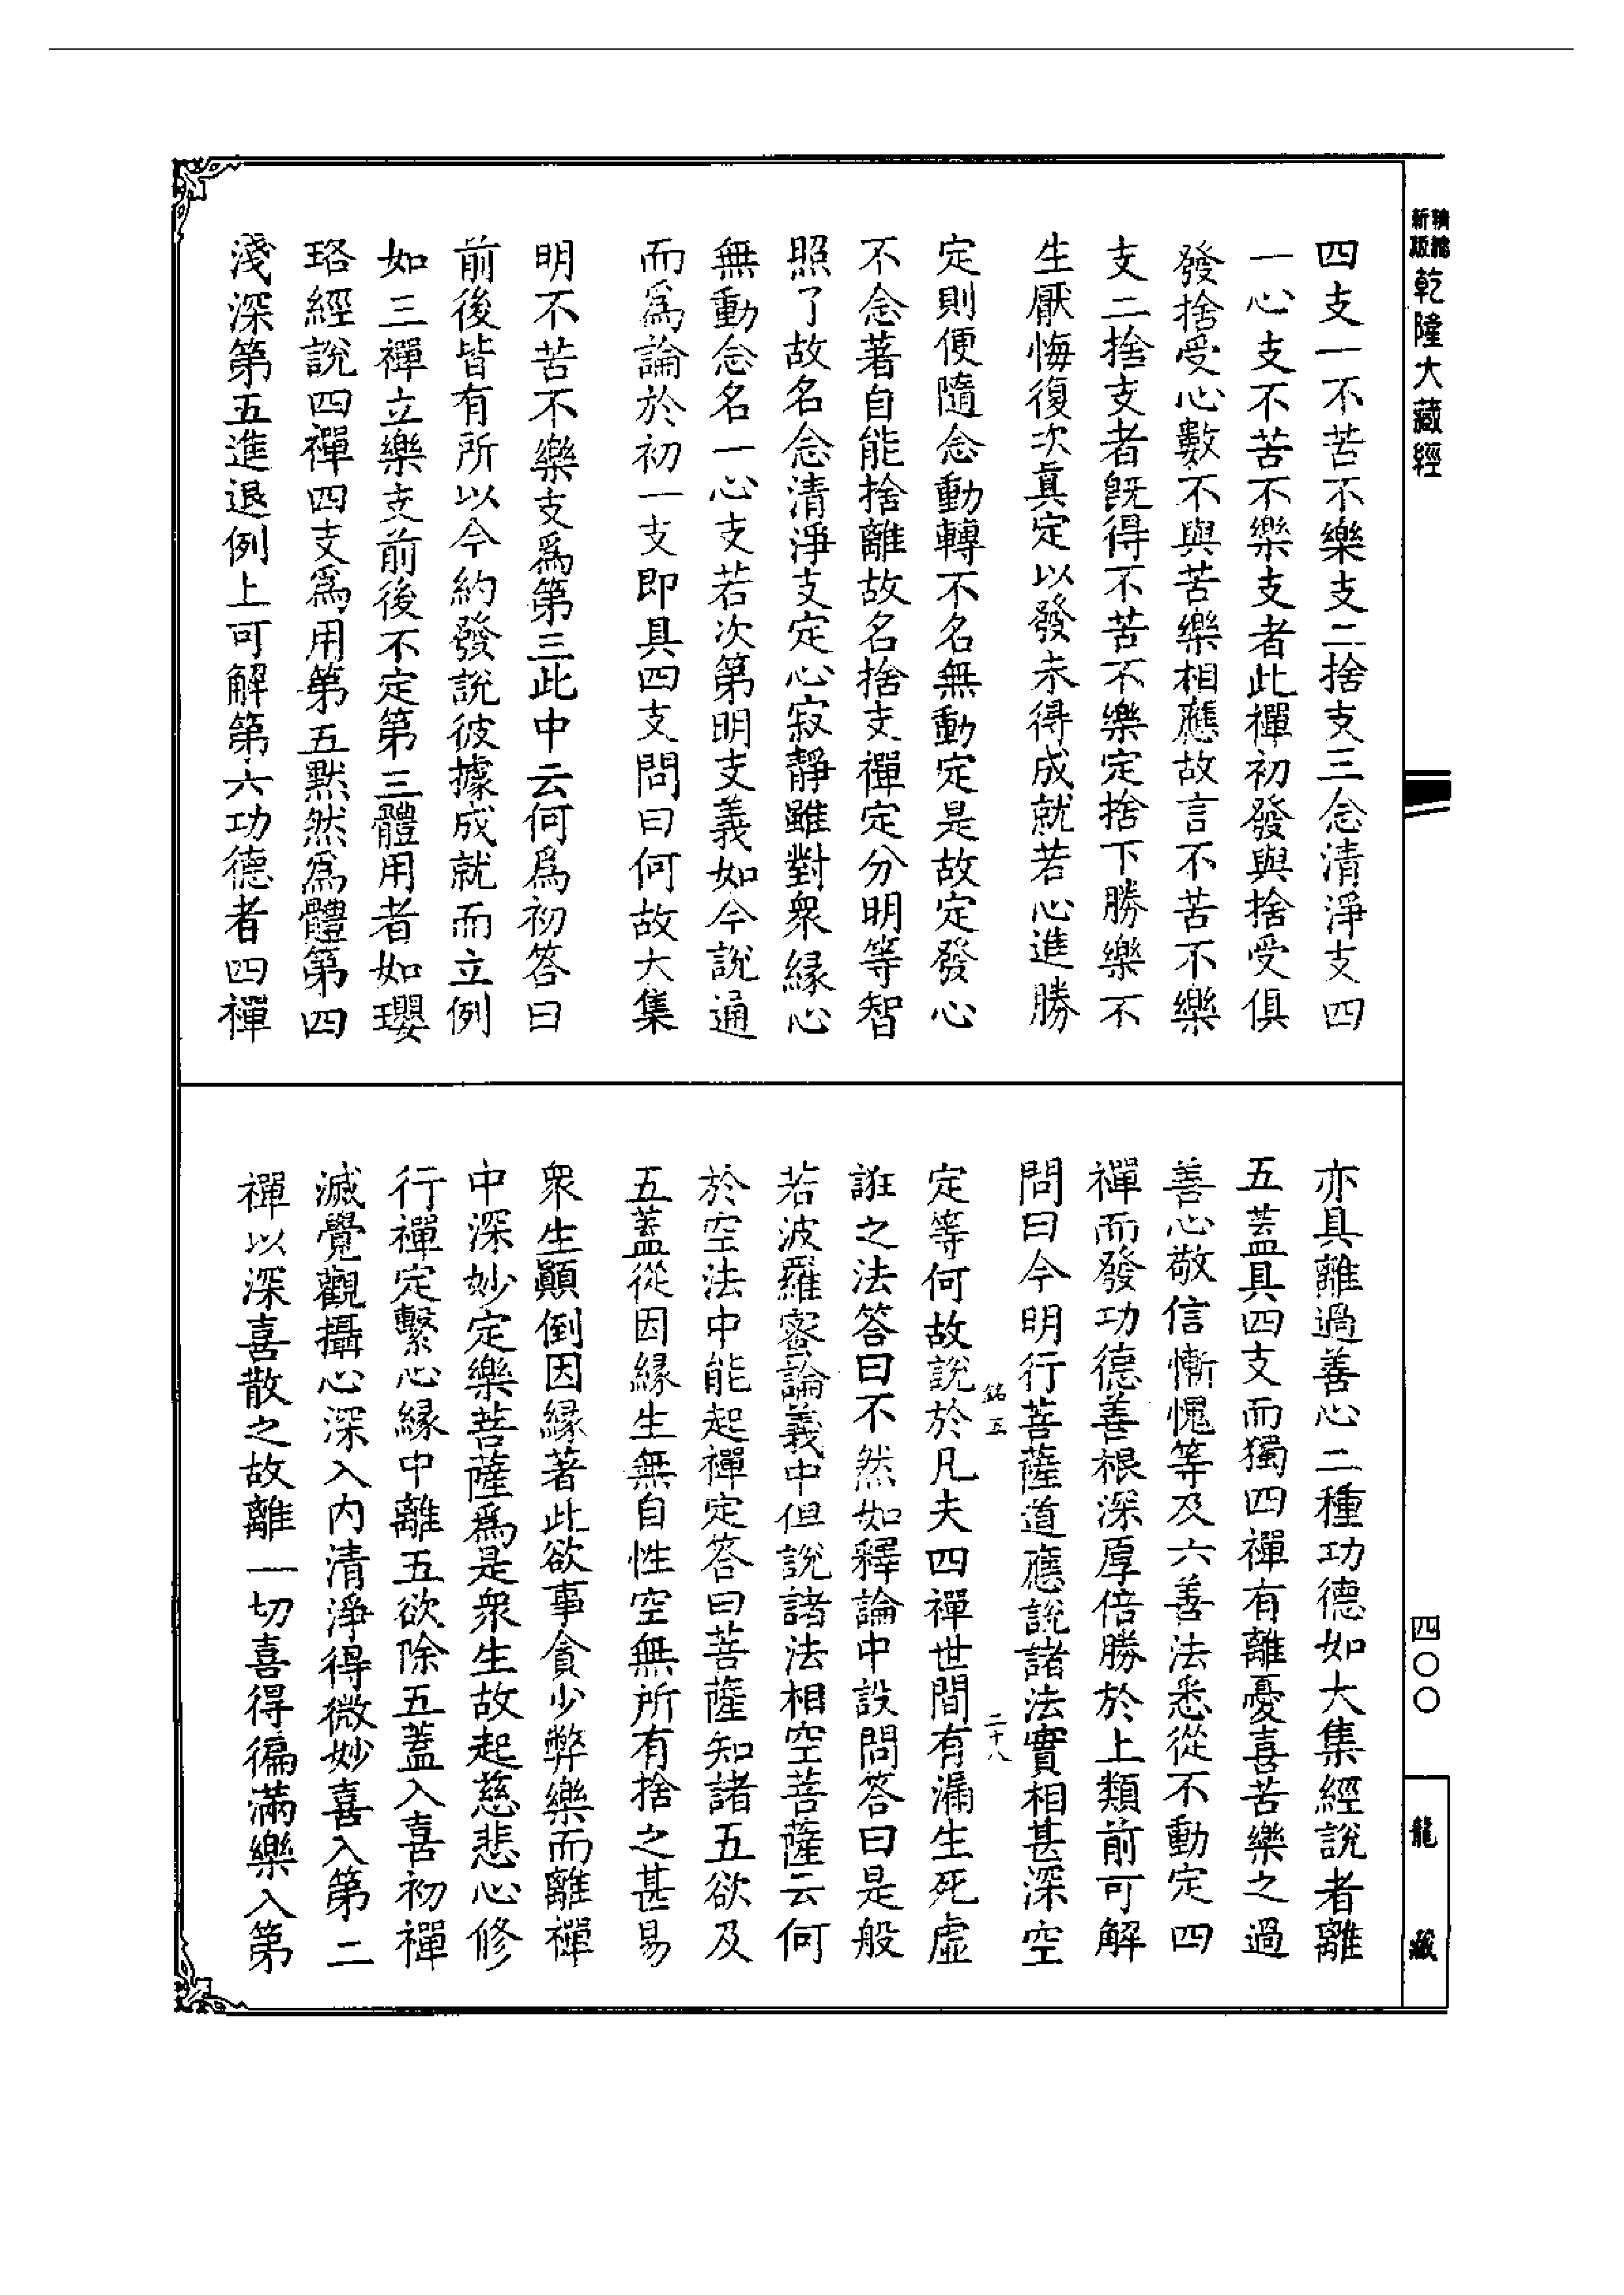 新版精縮乾隆大藏經
四支一不苦不樂支二捨支三念清淨支四
一心支不苦不樂支者此禪初發與捨受俱
發捨受心數不與苦樂相應故言不苦不樂
支二捨支者既得不苦不樂定捨下勝樂不
生厭悔復次真定以發未得成就若心進勝
定則便隨念動轉不名無動定是故定發心
不念著自能捨離故名捨支禪定分明等智
照了故名念清淨支定心寂靜雖對衆緣心
無動念名一心支若次第明支義如今說通
而爲論於初一支即具四支問曰何故大集
明不苦不樂支爲第三此中云何爲初答曰
前後皆有所以今約發說彼據成就而立例
如三禪立樂支前後不定第三體用者如瓔
珞經說四禪四支爲用第五默然爲體第四
淺深第五進退例上可解第六功德者四禪
亦具離過善心二種功德如大集經說者離
五蓋具四支而獨四禪有離憂喜苦樂之過
善心敬信慚愧等及六善法悉從不動定四
禪而發功德善根深厚倍勝於上類前可解
問曰今明行菩薩道應說諸法實相甚深空
銘五
二十八
定等何故說於凡夫四禪世間有漏生死虛
誑之法答曰不然如釋論中設問答曰是般
若波羅蜜論義中但說諸法相空菩薩云何
於空法中能起禪定答曰菩薩知諸五欲及
五蓋從因緣生無自性空無所有捨之甚易
衆生顚倒因緣著此欲事貪少弊樂而離禪
中深妙定樂菩薩爲是衆生故起慈悲心修
行禪定繫心緣中離五欲除五蓋入喜初禪
滅覺觀攝心深入內清淨得微妙喜入第二
禪以深喜散之故離一切喜得徧滿樂入第
四〇〇
龍藏